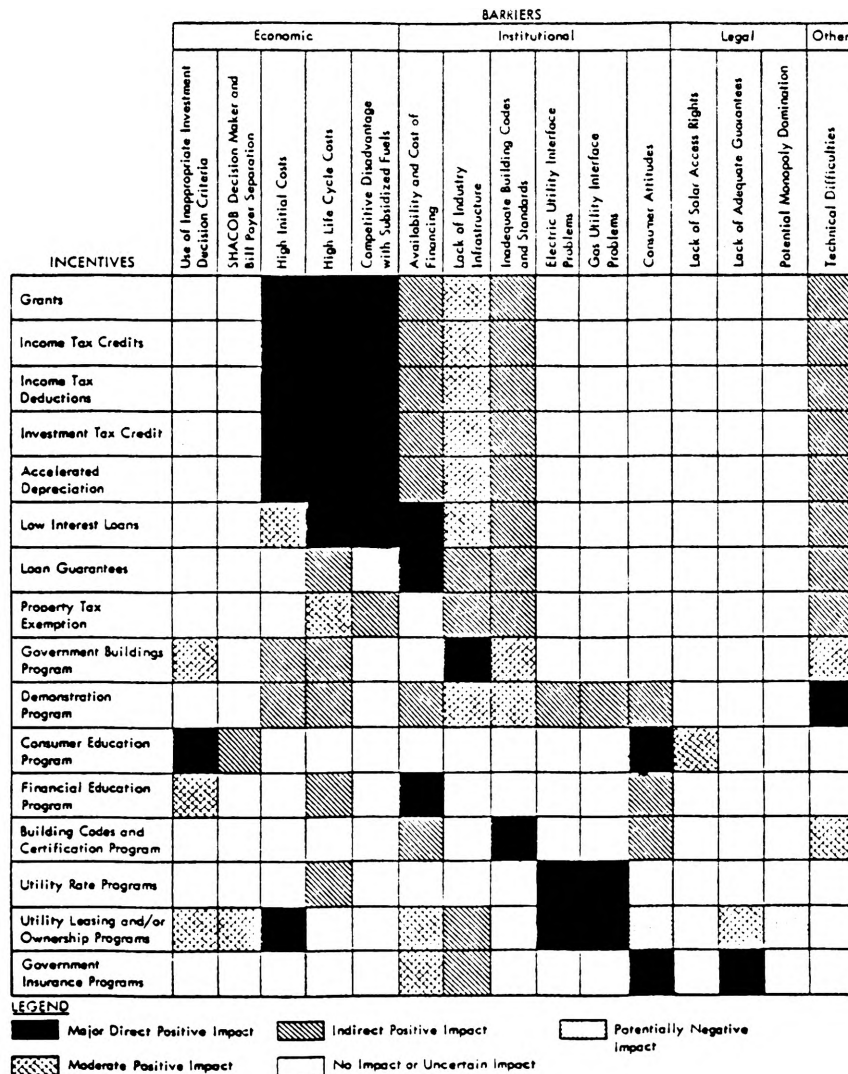 BARRIERS
Economic
Institutional
Legal
Other
INCENTIVES
Use of Inappropriate Investment
Decision Criteria
SHACOB Decision Maker and
Bill Payer Separation
High Initial Costs
High Life Cycle Costs
Competitive Disadvantage
with Subsidized Fuels
Availability and Cost of
Financing
Lack of Industry
Infrastructure
Inadequate Building Codes
and Standards
Electric Utility Interface
Problems
Gas Utility Interface
Problems
Consumer Attitudes
Lack of Solar Access Rights
Lack of Adequate Guarantees
Potential Monopoly Domination
Technical Difficulties
Grants
Income Tax Credits
Income Tax
Deductions
Investment Tax Credit
Accelerated
Depreciation
Low Interest Loans
Loan Guarantees
Property Tax
Exemption
Government Buildings
Program
Demonstration
Program
Consumer Education
Program
Financial Education
Program
Building Codes and
Certification Program
Utility Rate Programs
Utility Leasing and/or
Ownership Programs
Government
Insurance Programs
LEGEND
Major Direct Positive Impact
Indirect Positive Impact
Potentially Negative
Impact
Moderate Positive Impact
No Impact or Uncertain Impact